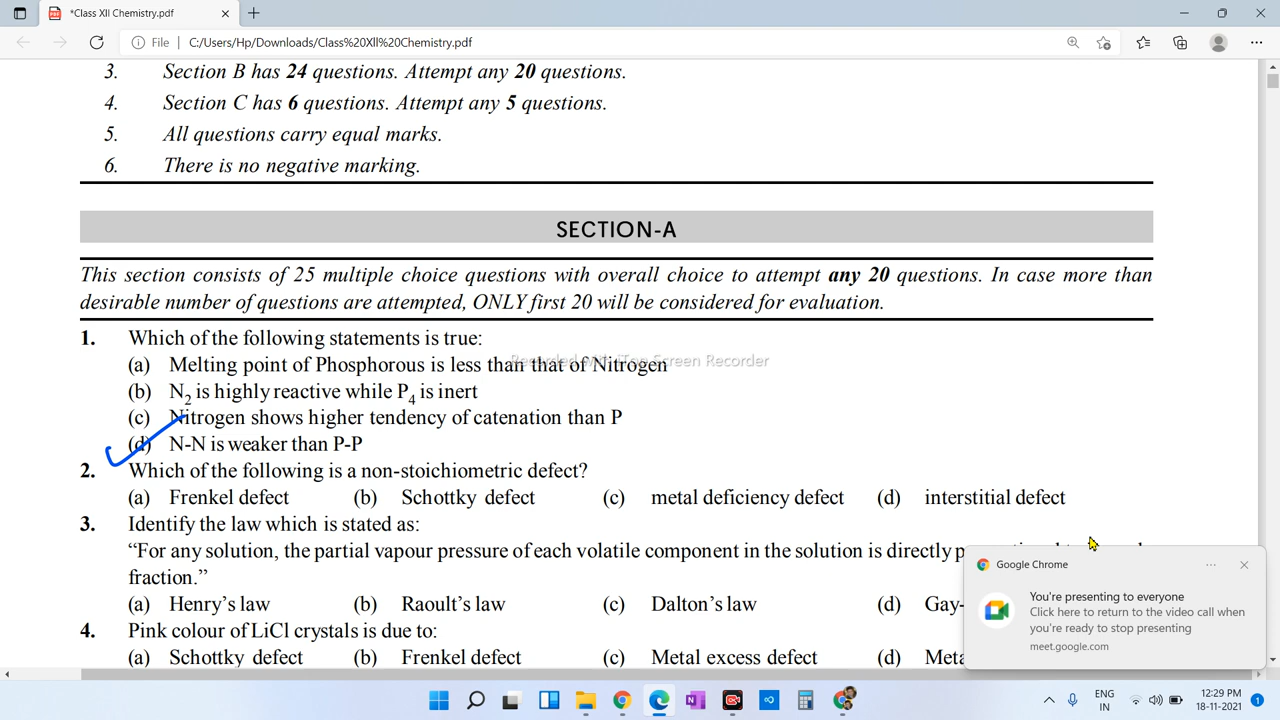 *Class XII Chemistry.pdf
File | C:/Users/Hp/Downloads/Class%20XII%20Chemistry.pdf
3. Section B has 24 questions. Attempt any 20 questions.
4. Section C has 6 questions. Attempt any 5 questions.
5. All questions carry equal marks.
6. There is no negative marking.
SECTION-A
This section consists of 25 multiple choice questions with overall choice to attempt any 20 questions. In case more than
desirable number of questions are attempted, ONLY first 20 will be considered for evaluation.
1. Which of the following statements is true:
Recorded with iTop Screen Recorder
(a) Melting point of Phosphorous is less than that of Nitrogen
(b) N2 is highly reactive while P4 is inert
(c) Nitrogen shows higher tendency of catenation than P
(d) N-N is weaker than P-P
2. Which of the following is a non-stoichiometric defect?
(a) Frenkel defect (b) Schottky defect (c) metal deficiency defect (d) interstitial defect
3. Identify the law which is stated as:
“For any solution, the partial vapour pressure of each volatile component in the solution is directly
fraction.”
(a) Henry’s law (b) Raoult’s law (c) Dalton’s law (d) Gay-
4. Pink colour of LiCl crystals is due to:
(a) Schottky defect (b) Frenkel defect (c) Metal excess defect (d) Meta
Google Chrome
You're presenting to everyone
Click here to return to the video call when
you're ready to stop presenting
meet.google.com
ENG
IN
12:29 PM
18-11-2021
1